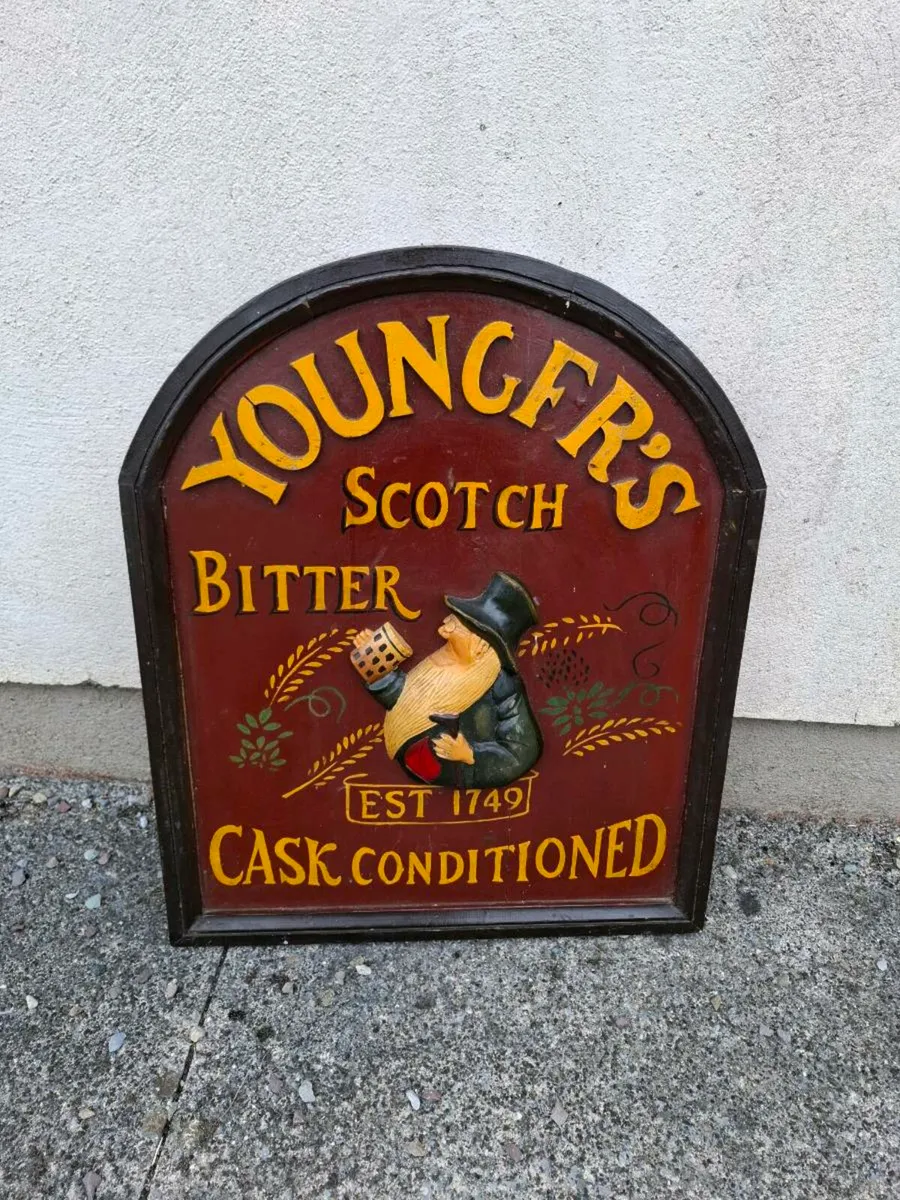 YOUNGER'S
SCOTCH
BITTER
EST 1749
CASK CONDITIONED